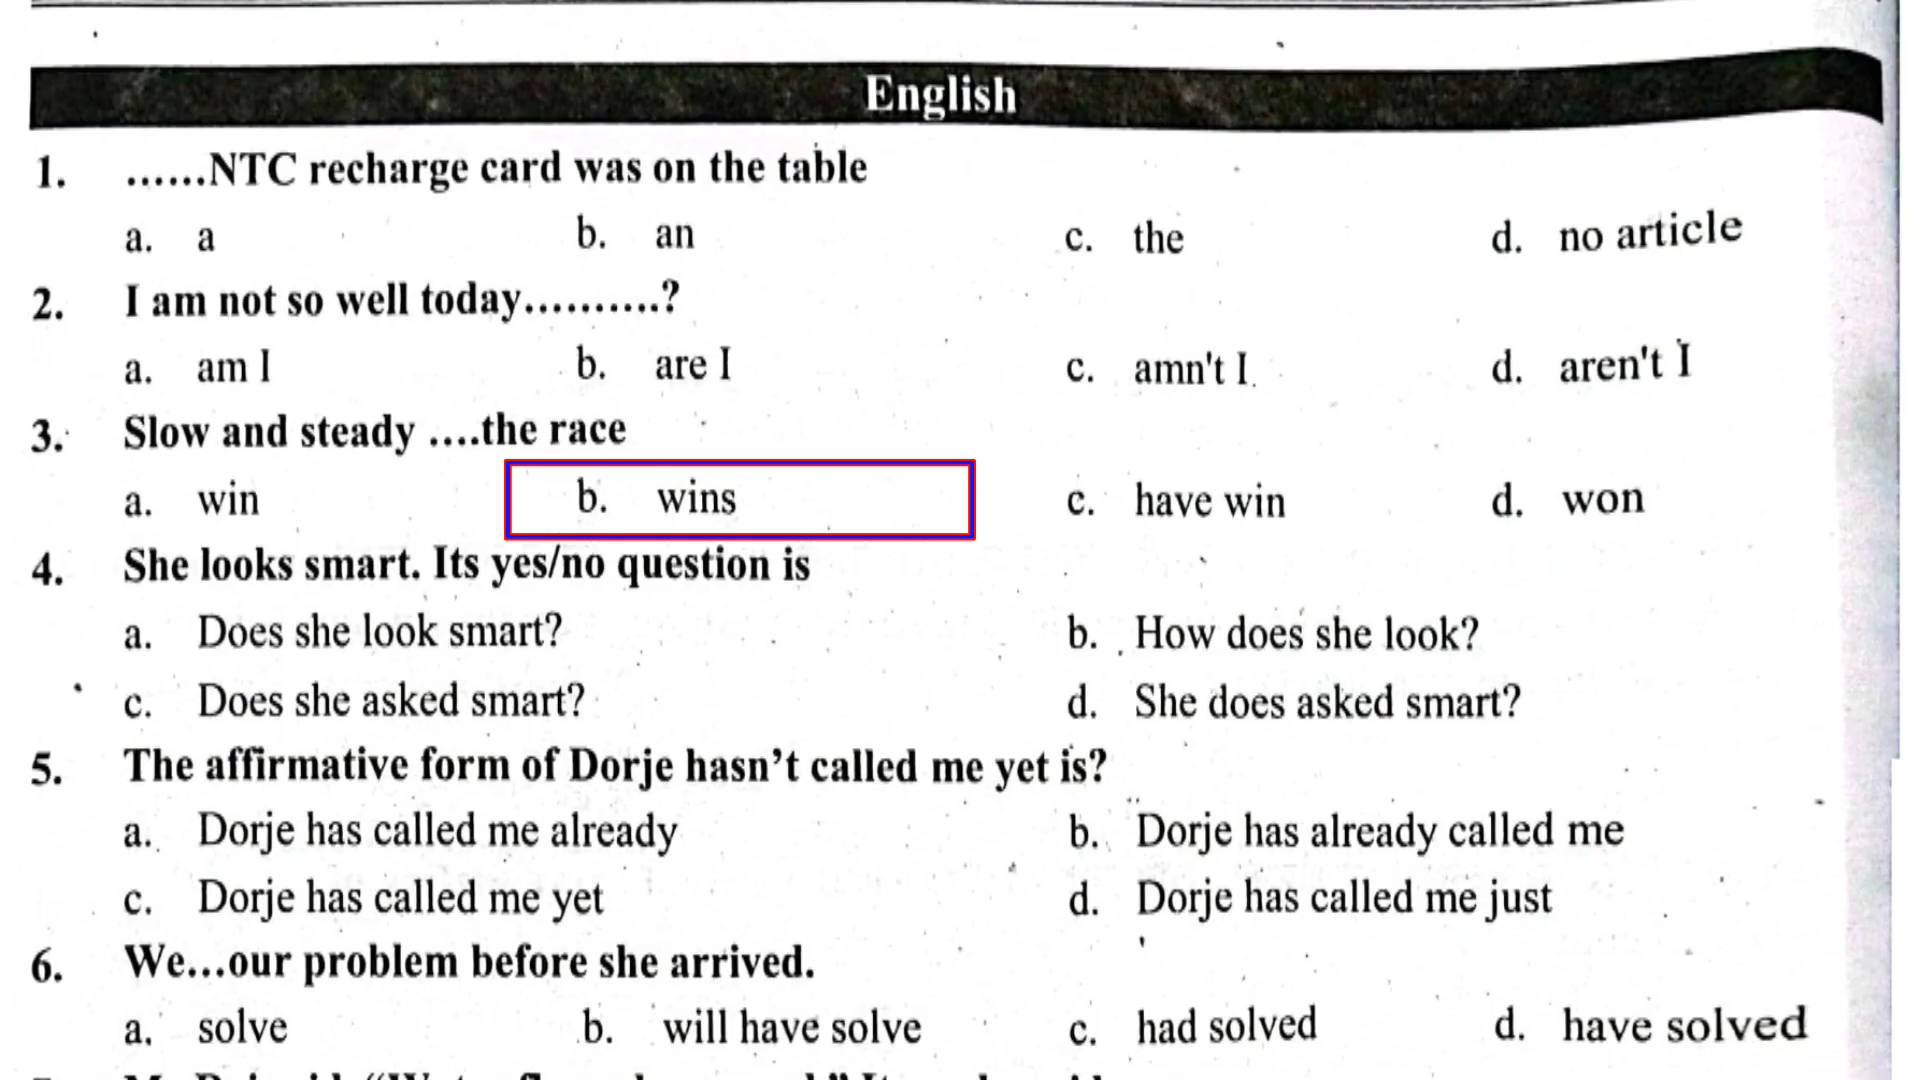 English
1. ......NTC recharge card was on the table
a. a b. an c. the d. no article
2. I am not so well today..........?
a. am I b. are I c. amn't I d. aren't I
3. Slow and steady ....the race
a. win b. wins c. have win d. won
4. She looks smart. Its yes/no question is
a. Does she look smart? b. How does she look?
c. Does she asked smart? d. She does asked smart?
5. The affirmative form of Dorje hasn’t called me yet is?
a. Dorje has called me already b. Dorje has already called me
c. Dorje has called me yet d. Dorje has called me just
6. We...our problem before she arrived.
a. solve b. will have solve c. had solved d. have solved